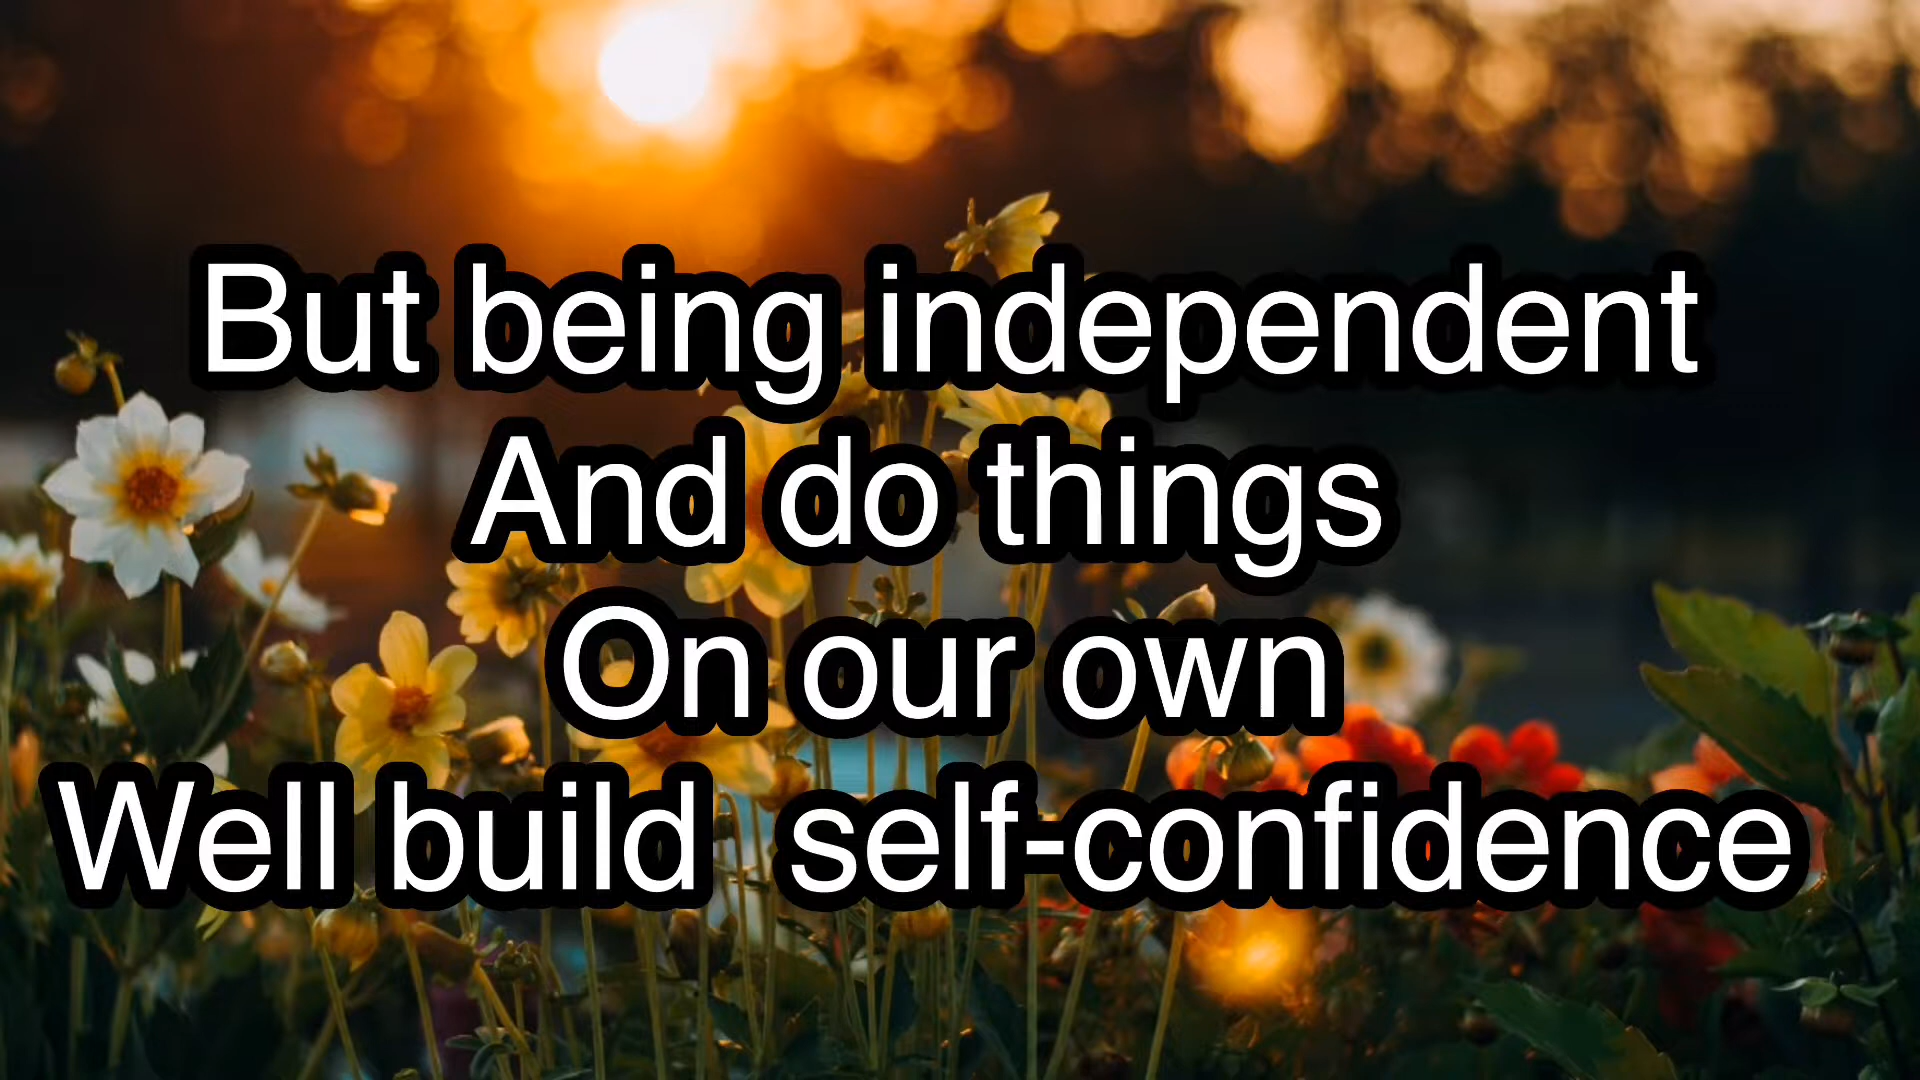 But being independent
And do things
On our own
Well build  self-confidence